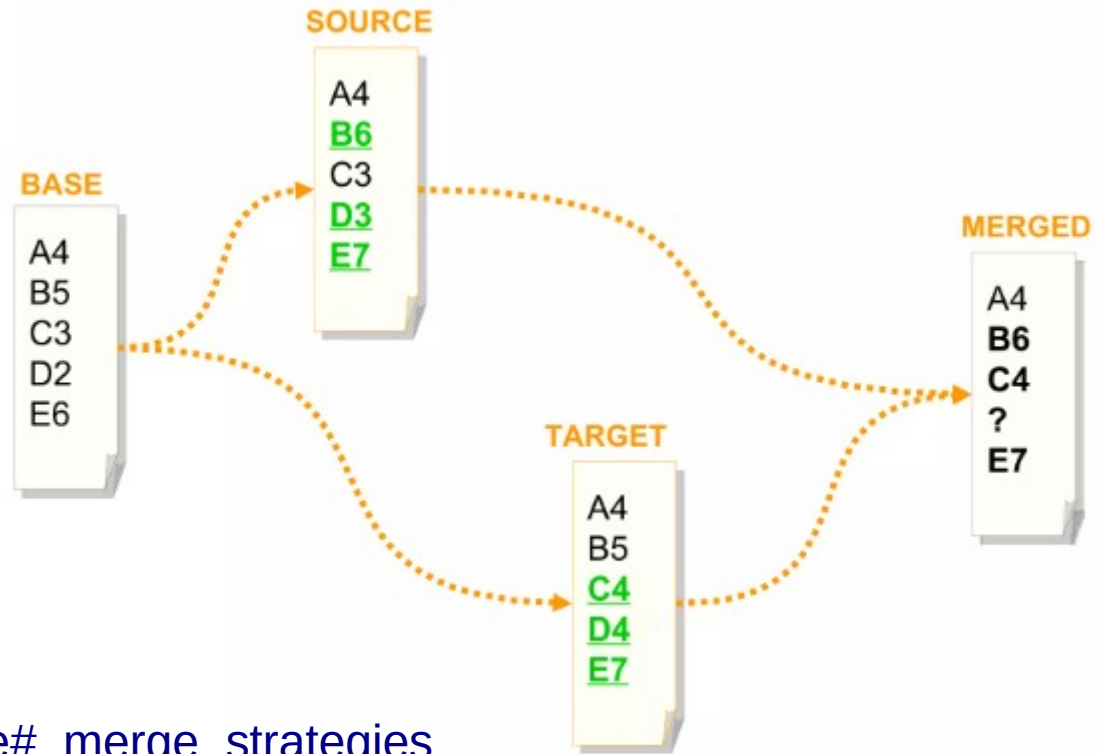 SOURCE
A4
B6
C3
D3
E7
BASE
A4
B5
C3
D2
E6
MERGED
A4
B6
C4
?
E7
TARGET
A4
B5
C4
D4
E7
e# merge strategies